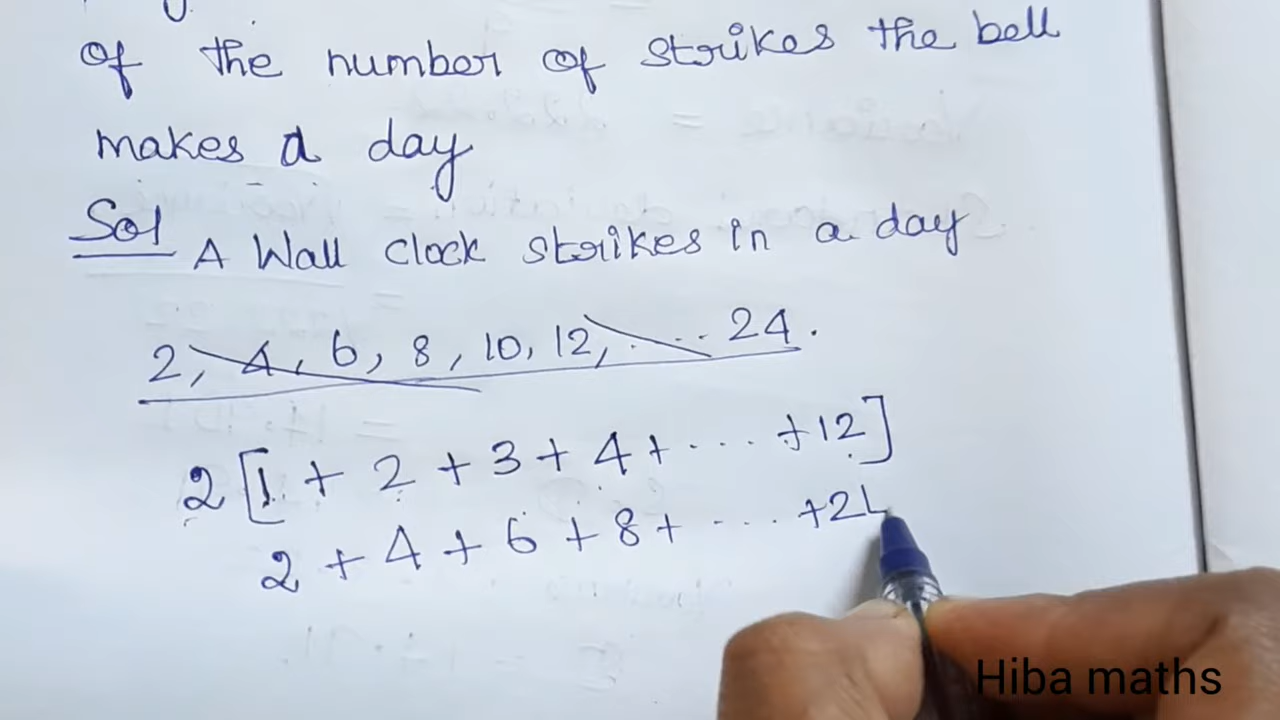 of the number of strikes the bell
makes a day
Sol A Wall clock strikes in a day
2, 4, 6, 8, 10, 12, ... 24.
2[1 + 2 + 3 + 4 + ... + 12]
2 + 4 + 6 + 8 + ... + 24
Hiba maths